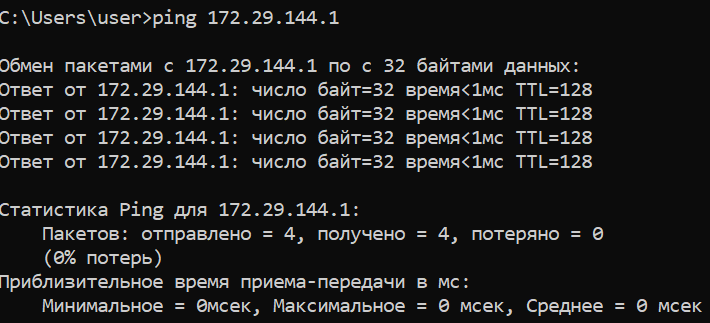 C:\Users\user>ping 172.29.144.1
Обмен пакетами с 172.29.144.1 по с 32 байтами данных:
Ответ от 172.29.144.1: число байт=32 время<1мс TTL=128
Ответ от 172.29.144.1: число байт=32 время<1мс TTL=128
Ответ от 172.29.144.1: число байт=32 время<1мс TTL=128
Ответ от 172.29.144.1: число байт=32 время<1мс TTL=128
Статистика Ping для 172.29.144.1:
Пакетов: отправлено = 4, получено = 4, потеряно = 0
(0% потерь)
Приблизительное время приема-передачи в мс:
Минимальное = 0мсек, Максимальное = 0 мсек, Среднее = 0 мсек